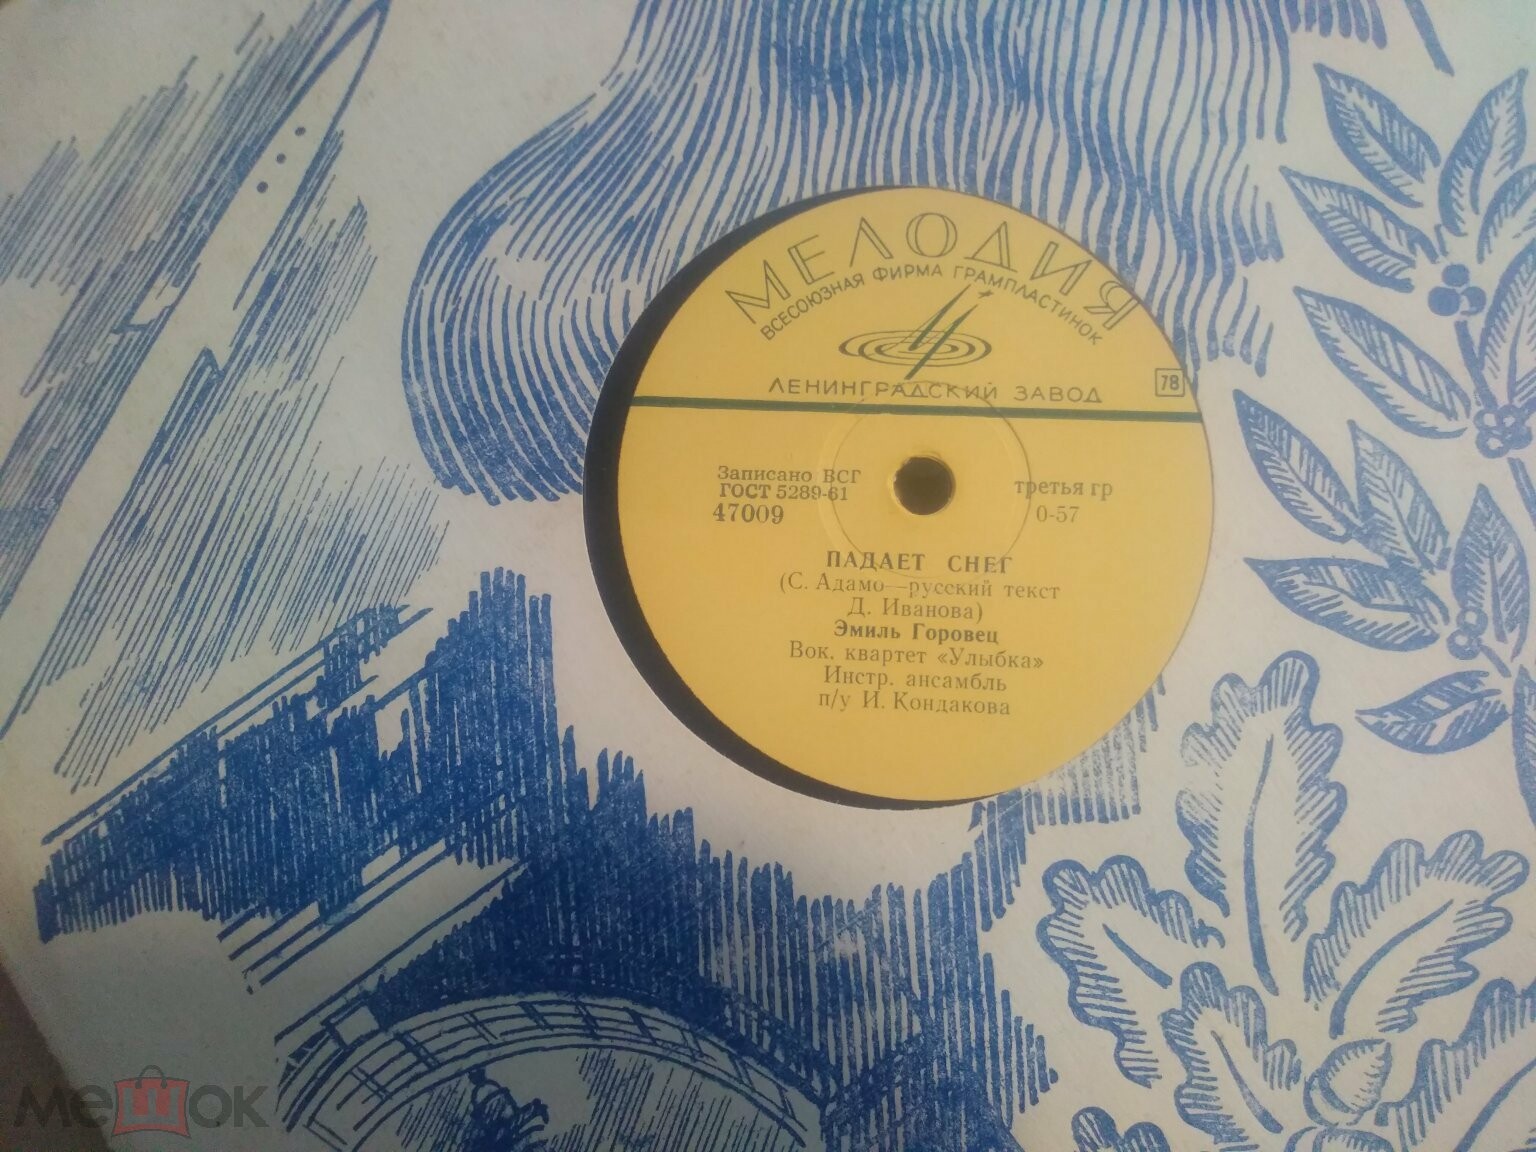 МЕЛОДИЯ
ВСЕСОЮЗНАЯ ФИРМА ГРАМПЛАСТИНОК
ЛЕНИНГРАДСКИЙ ЗАВОД
78
Записано ВСГ
ГОСТ 5289-61
47009
третья гр
0-57
ПАДАЕТ СНЕГ
(С. Адамо—русский текст
Д. Иванова)
Эмиль Горовец
Вок. квартет «Улыбка»
Инстр. ансамбль
п/у И. Кондакова
мешок